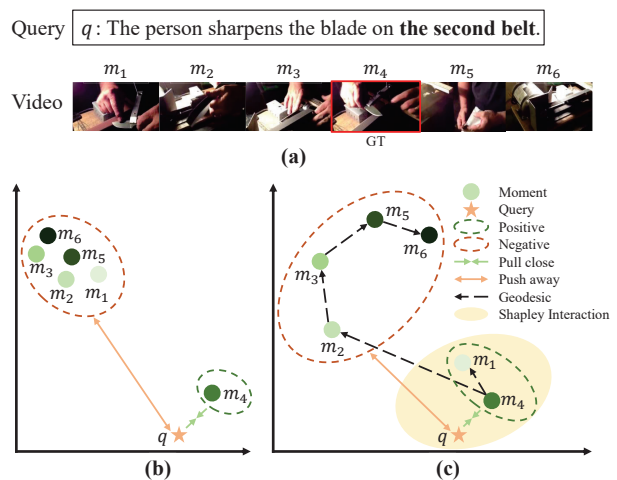 Query q: The person sharpens the blade on the second belt.
m₁ m₂ m₃ m₄ m₅ m₆
Video
GT
(a)
m₆
m₃ m₅
m₂ m₁
m₄
q
(b)
m₅
m₆
m₃
m₂
m₁
m₄
q
(c)
Moment
Query
Positive
Negative
Pull close
Push away
Geodesic
Shapley Interaction